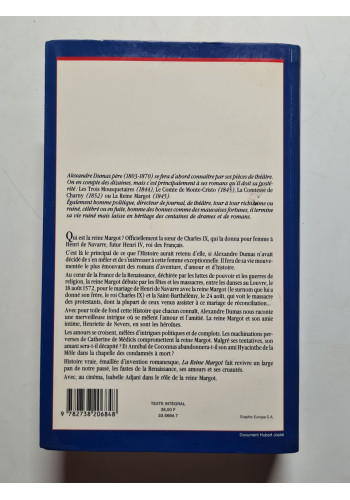 Alexandre Dumas père (1803-1870) se fera d'abord connaître par ses pièces de théâtre.
On en compte des dizaines, mais c'est principalement à ses romans qu'il doit sa posté-
rité : Les Trois Mousquetaires (1844), Le Comte de Monte-Cristo (1845), La Comtesse de
Charny (1852) ou La Reine Margot (1845).
Également homme politique, directeur de journal, de théâtre, tour à tour richissime ou
ruiné, célébré ou en fuite, homme des bonnes comme des mauvaises fortunes, il termine
sa vie ruiné mais laisse en héritage des centaines de drames et de romans.
Qui est la reine Margot ? Officiellement la sœur de Charles IX, qui la donna pour femme à
Henri de Navarre, futur Henri IV, roi des Français.
C'est là le principal de ce que l'Histoire aurait retenu d'elle, si Alexandre Dumas n'avait
décidé de s'en mêler et de s'intéresser à cette femme exceptionnelle. Il fera de sa vie mouve-
mentée le plus émouvant des romans d'aventure, d'amour et d'histoire.
Au cœur de la France de la Renaissance, déchirée par les luttes de pouvoir et les guerres de
religion, la reine Margot débute par les fêtes et les massacres, entre les danses au Louvre, le
18 août 1572, pour le mariage de Henri de Navarre avec la reine Margot (le surnom que lui a
donné son frère, le roi Charles IX) et la Saint-Barthélémy, le 24 août, qui voit le massacre
des protestants, dont la plupart étaient venus assister à ce mariage de réconciliation...
Avec pour toile de fond cette Histoire que chacun connaît, Alexandre Dumas nous raconte
une merveilleuse intrigue où se mêlent l'amour et l'amitié. La reine Margot et son amie
intime, Henriette de Nevers, en sont les héroïnes.
Les amours se croisent, mêlées d'intrigues politiques et de complots. Les machinations per-
verses de Catherine de Médicis compromettent la reine Margot. Malgré ses tentatives, son
amant sera-t-il décapité ? Et Annibal de Coconnas abandonnera-t-il son ami Hyacinthe de la
Môle dans la chapelle des condamnés à mort ?
Histoire vraie, émaillée d'invention romanesque, La Reine Margot fait revivre un large
pan de notre passé, les fastes de la Renaissance, ses amours et ses cruautés.
Avec, au cinéma, Isabelle Adjani dans le rôle de la reine Margot.
TEXTE INTÉGRAL
9 782738 206848
Graphic Europe S.A.
Document Hubert Josse